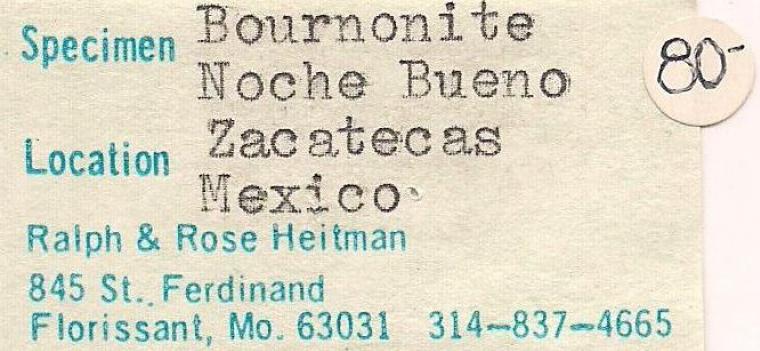 Specimen Bournonite
Noche Bueno
80-
Location Zacatecas
Mexico
Ralph & Rose Heitman
845 St., Ferdinand
Florissant, Mo. 63031 314-837-4665